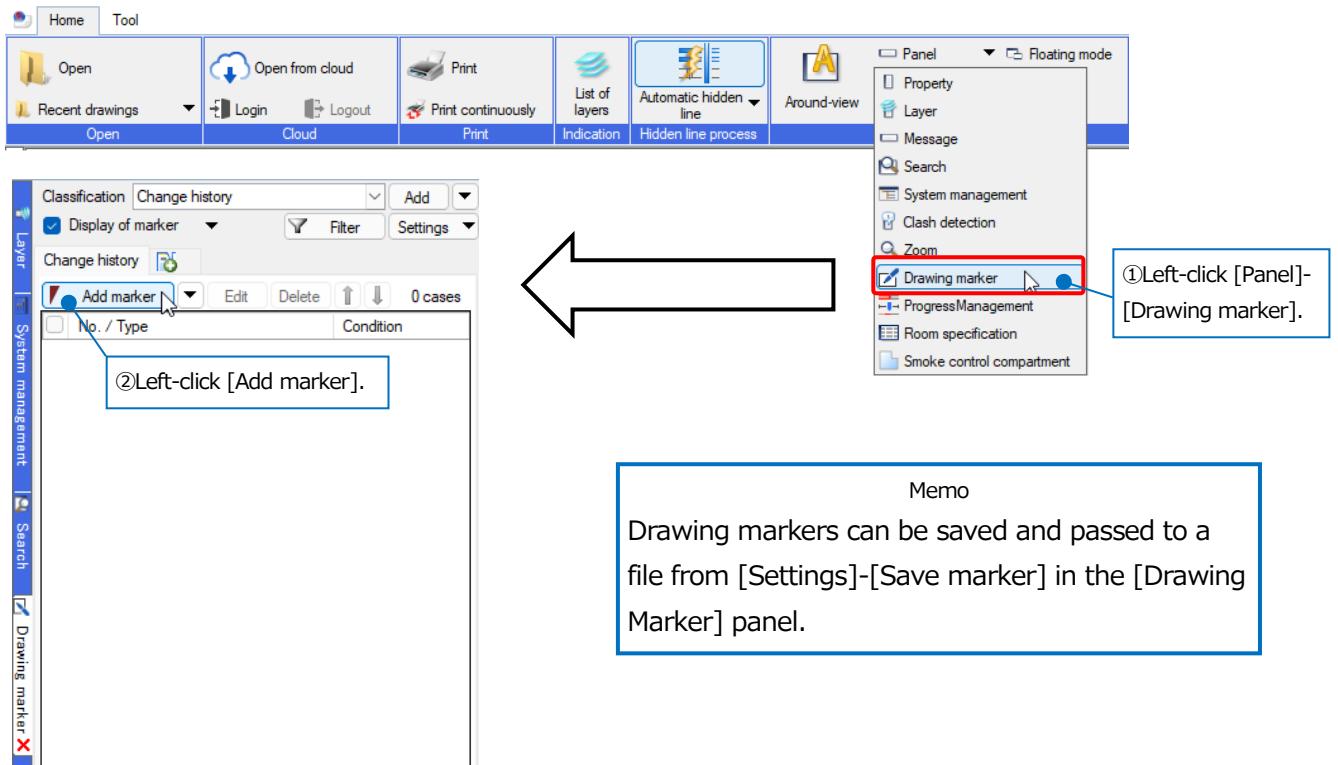 Home Tool
Open
Recent drawings
Open
Open from cloud
Login Logout
Cloud
Print
Print continuously
Print
List of
layers
Indication
Automatic hidden
line
Hidden line process
Around-view
Panel Floating mode
Property
Layer
Message
Search
System management
Clash detection
Zoom
Drawing marker
ProgressManagement
Room specification
Smoke control compartment
①Left-click [Panel]-
[Drawing marker].
Classification Change history Add
Display of marker Filter Settings
Change history
Add marker Edit Delete 0 cases
No. / Type Condition
②Left-click [Add marker].
Layer
System management
Search
Drawing marker
Memo
Drawing markers can be saved and passed to a
file from [Settings]-[Save marker] in the [Drawing
Marker] panel.